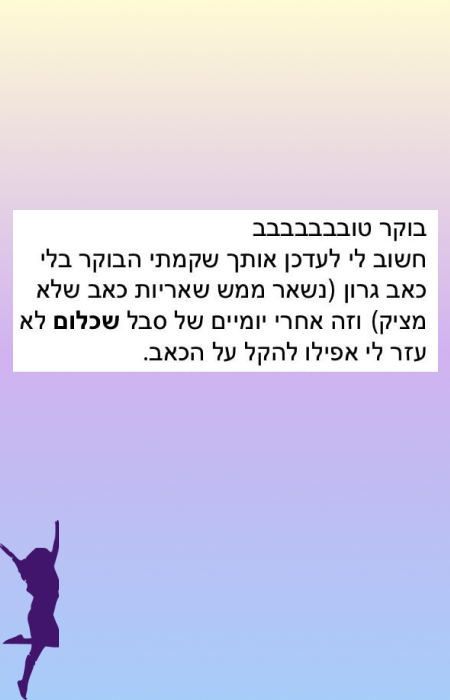 בוקר טובבבבבבב
חשוב לי לעדכן אותך שקמתי הבוקר בלי
כאב גרון (נשאר ממש שאריות כאב שלא
מציק) וזה אחרי יומיים של סבל שכלום לא
עזר לי אפילו להקל על הכאב.